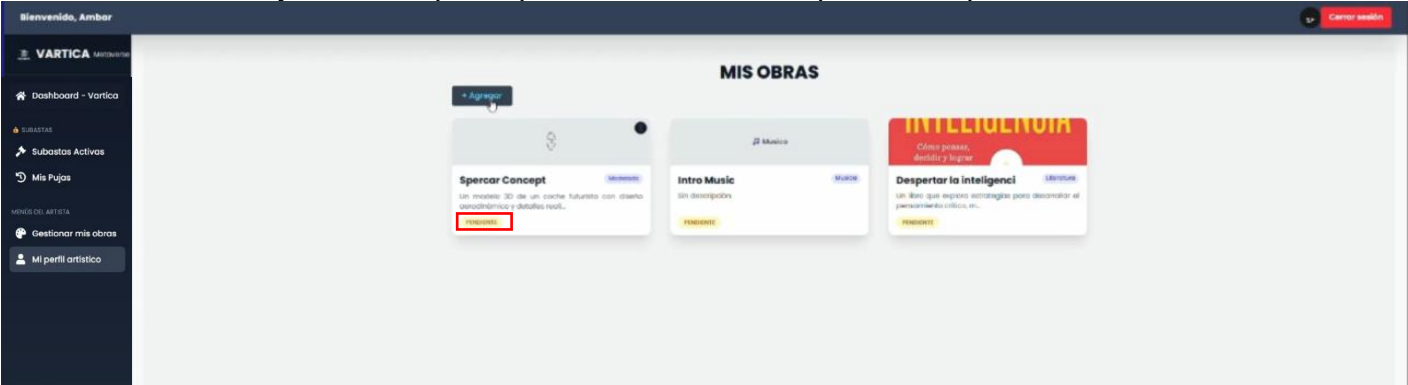 Bienvenido, Ambar
Cerrar sesión
VARTICA Metaverse
Dashboard - Vartica
SUBASTAS
Subastas Activas
Mis Pujas
MENÚS DEL ARTISTA
Gestionar mis obras
Mi perfil artístico
MIS OBRAS
+ Agregar
Spercar Concept
Modelado
Un modelo 3D de un coche futurista con diseño
aerodinámico y detalles reali...
PENDIENTE
Musica
Intro Music
Musica
Sin descripción
PENDIENTE
INTELIGENCIA
Cómo pensar,
decidir y lograr
Despertar la inteligenci
Literatura
Un libro que explora estrategias para desarrollar el
pensamiento crítico, m...
PENDIENTE